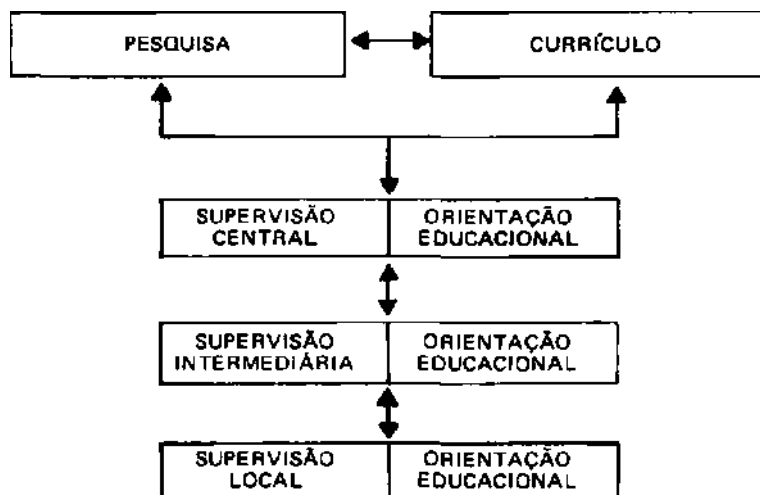 PESQUISA
CURRÍCULO
SUPERVISÃO
CENTRAL
ORIENTAÇÃO
EDUCACIONAL
SUPERVISÃO
INTERMEDIÁRIA
ORIENTAÇÃO
EDUCACIONAL
SUPERVISÃO
LOCAL
ORIENTAÇÃO
EDUCACIONAL